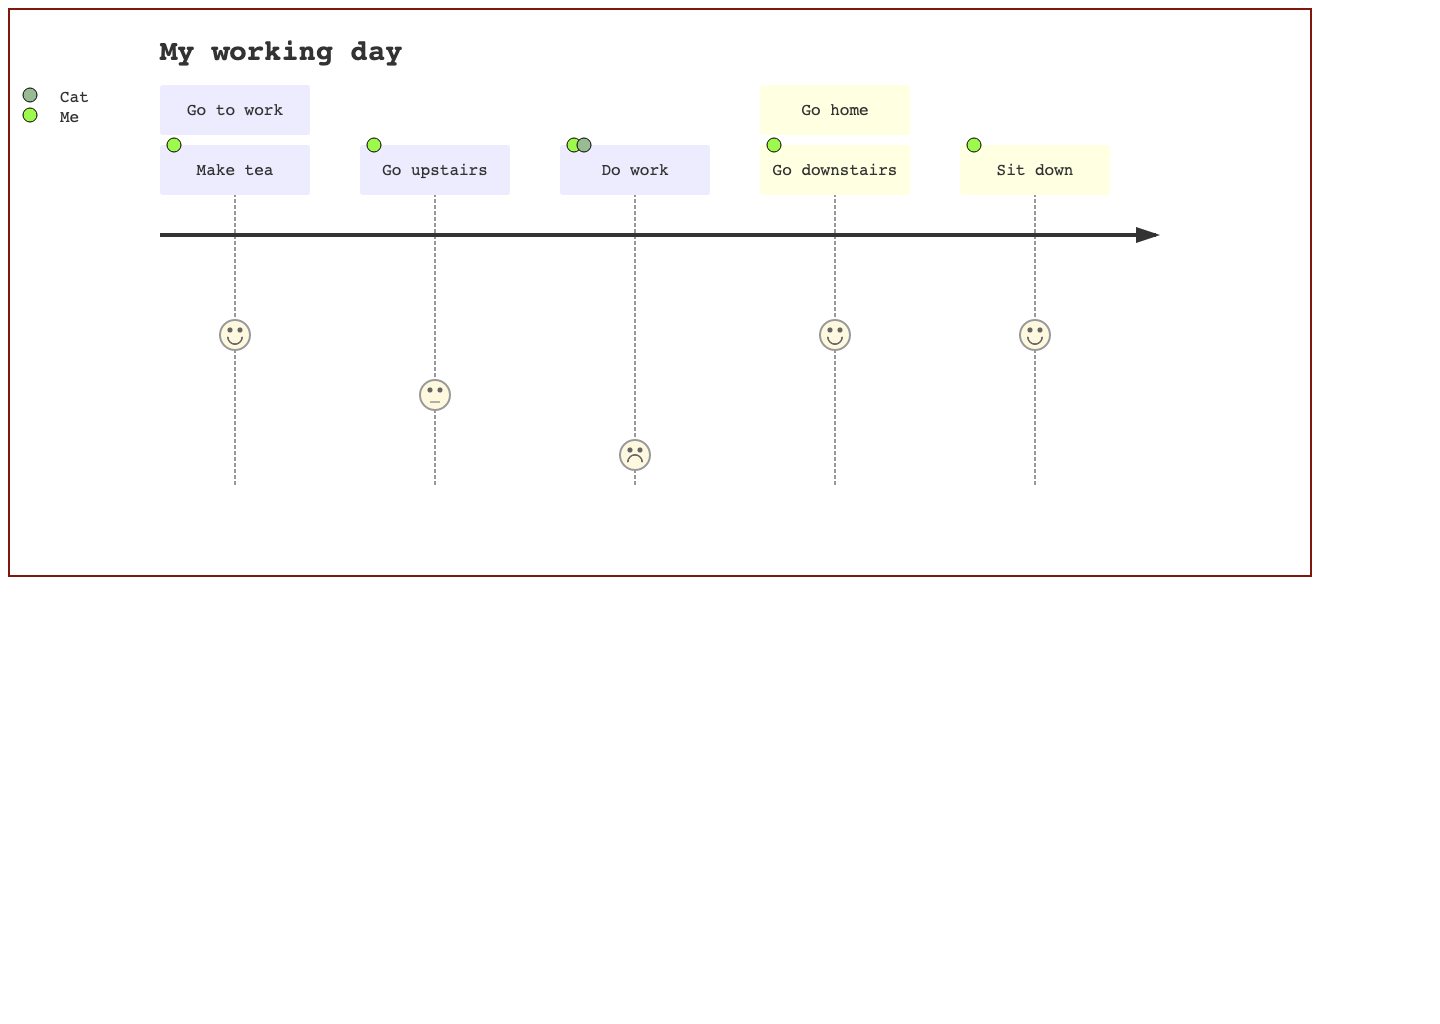 My working day
Cat
Me
Go to work
Go home
Make tea
Go upstairs
Do work
Go downstairs
Sit down